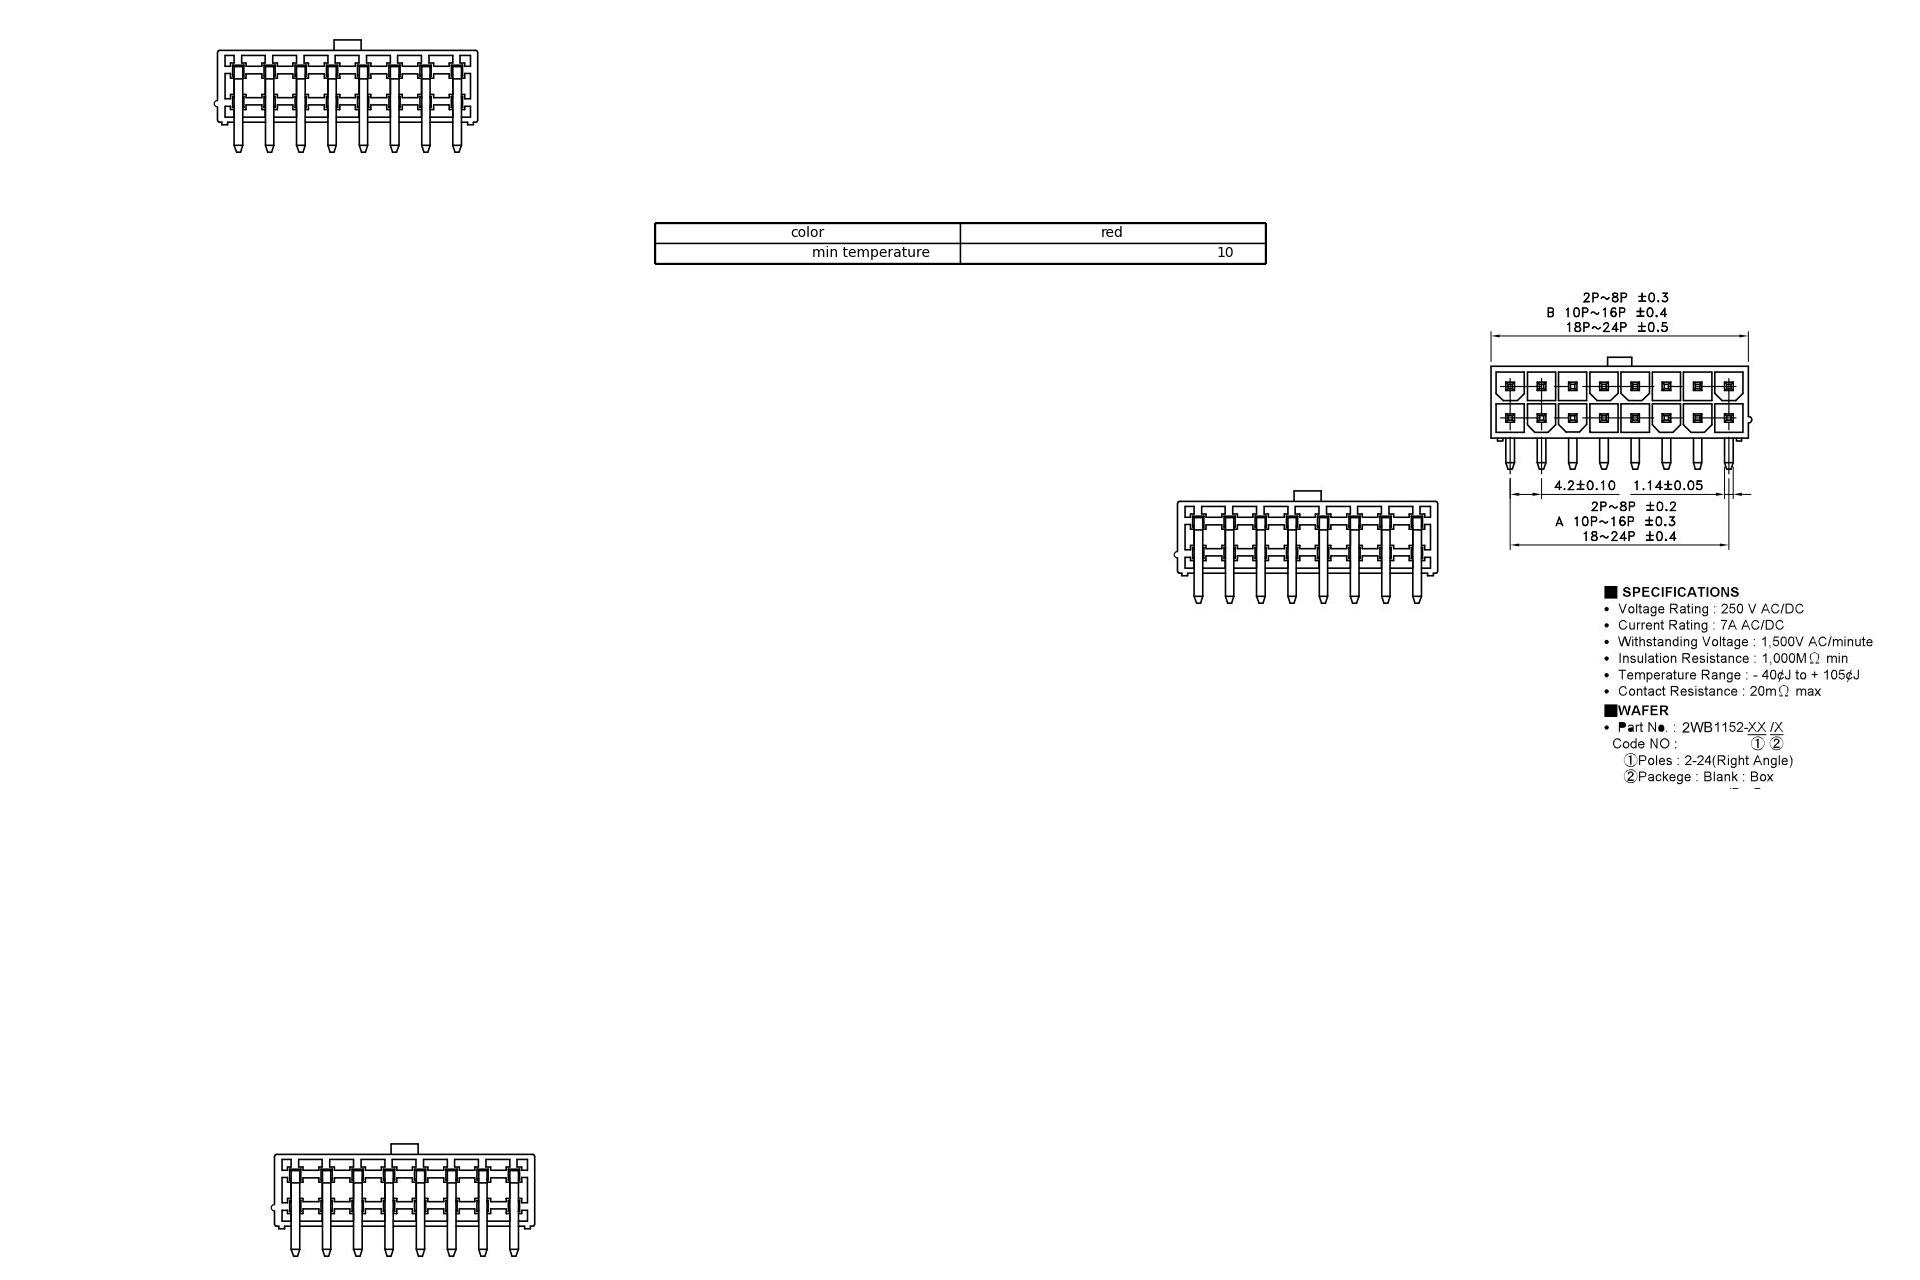 color red
min temperature 10
2P~8P ±0.3
B 10P~16P ±0.4
18P~24P ±0.5
4.2±0.10 1.14±0.05
2P~8P ±0.2
A 10P~16P ±0.3
18~24P ±0.4
■ SPECIFICATIONS
• Voltage Rating : 250 V AC/DC
• Current Rating : 7A AC/DC
• Withstanding Voltage : 1,500V AC/minute
• Insulation Resistance : 1,000MΩ min
• Temperature Range : - 40¢J to + 105¢J
• Contact Resistance : 20mΩ max
■WAFER
• Part No. : 2WB1152-XX /X
Code NO : ① ②
①Poles : 2-24(Right Angle)
②Packege : Blank : Box